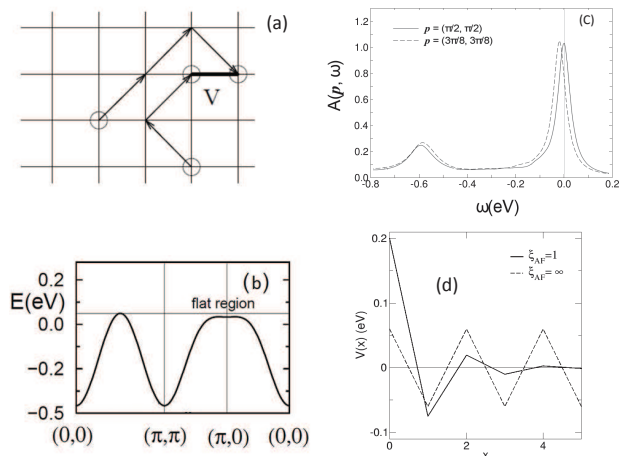 (a)
V
(c)
p = (π/2, π/2)
p = (3π/8, 3π/8)
A(p, ω)
1.4
1.2
1.0
0.8
0.6
0.4
0.2
0.0
-0.8 -0.6 -0.4 -0.2 0.0 0.2
ω(eV)
(b)
E(eV)
flat region
0.2
0.0
−0.2
−0.5
(0,0) (π,π) (π,0) (0,0)
(d)
ξAF=1
ξAF=∞
V(x) (eV)
0.2
0.1
0
-0.1
0 2 4
x